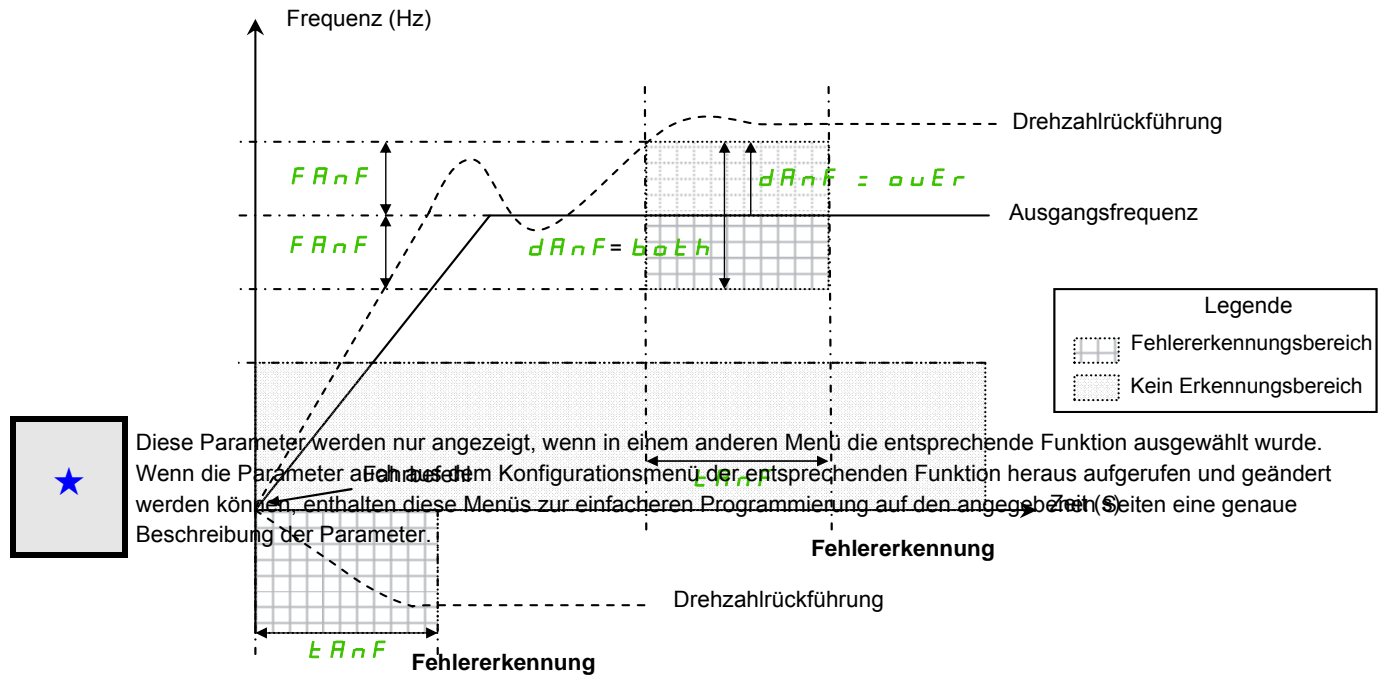 Frequenz (Hz)
Drehzahlrückführung
FAnF
dAnF = ouEr
Ausgangsfrequenz
FAnF
dAnF = both
Legende
Fehlererkennungsbereich
Kein Erkennungsbereich
Diese Parameter werden nur angezeigt, wenn in einem anderen Menü die entsprechende Funktion ausgewählt wurde.
Wenn die Parameter auch aus dem Konfigurationsmenü der entsprechenden Funktion heraus aufgerufen und geändert
Fahrbefehl
tAnF
werden können, enthalten diese Menüs zur einfacheren Programmierung auf den angegebenen Seiten eine genaue
Zeit (s)
Beschreibung der Parameter.
Fehlererkennung
Drehzahlrückführung
tAnF
Fehlererkennung